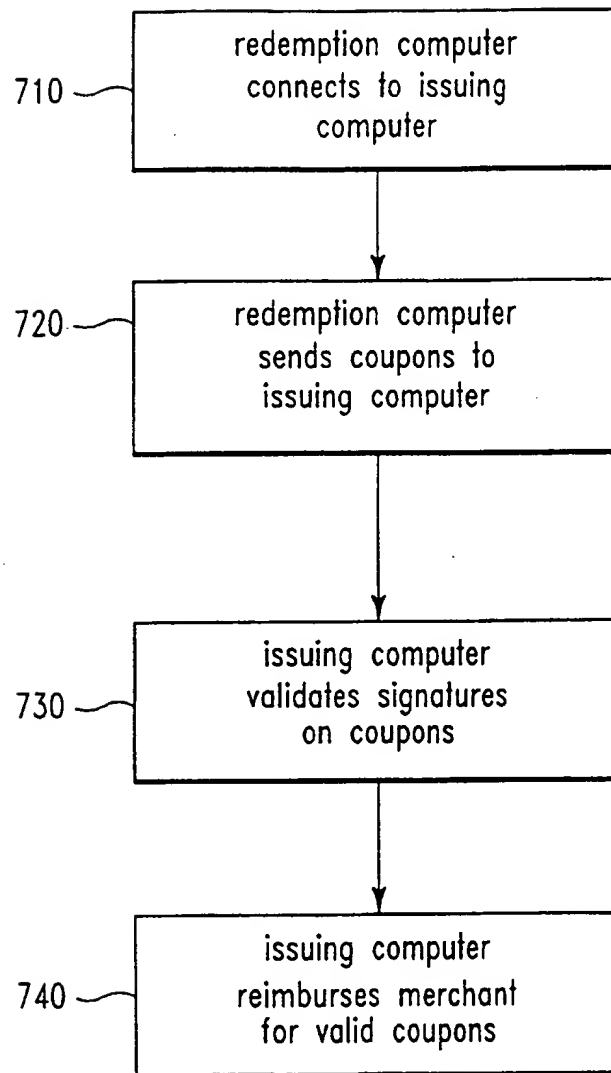 710
redemption computer
connects to issuing
computer
720
redemption computer
sends coupons to
issuing computer
730
issuing computer
validates signatures
on coupons
740
issuing computer
reimburses merchant
for valid coupons